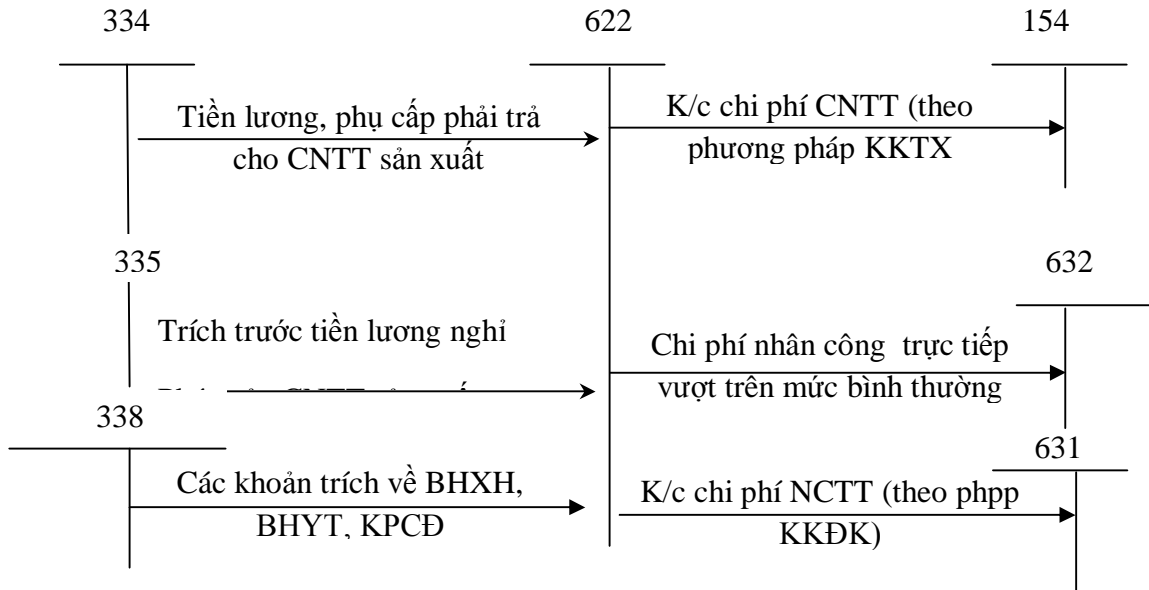 334
622
154
Tiền lương, phụ cấp phải trả
cho CNTT sản xuất
K/c chi phí CNTT (theo
phương pháp KKTX
335
632
Trích trước tiền lương nghỉ
Chi phí nhân công trực tiếp
vượt trên mức bình thường
338
631
Các khoản trích về BHXH,
BHYT, KPCĐ
K/c chi phí NCTT (theo phpp
KKĐK)